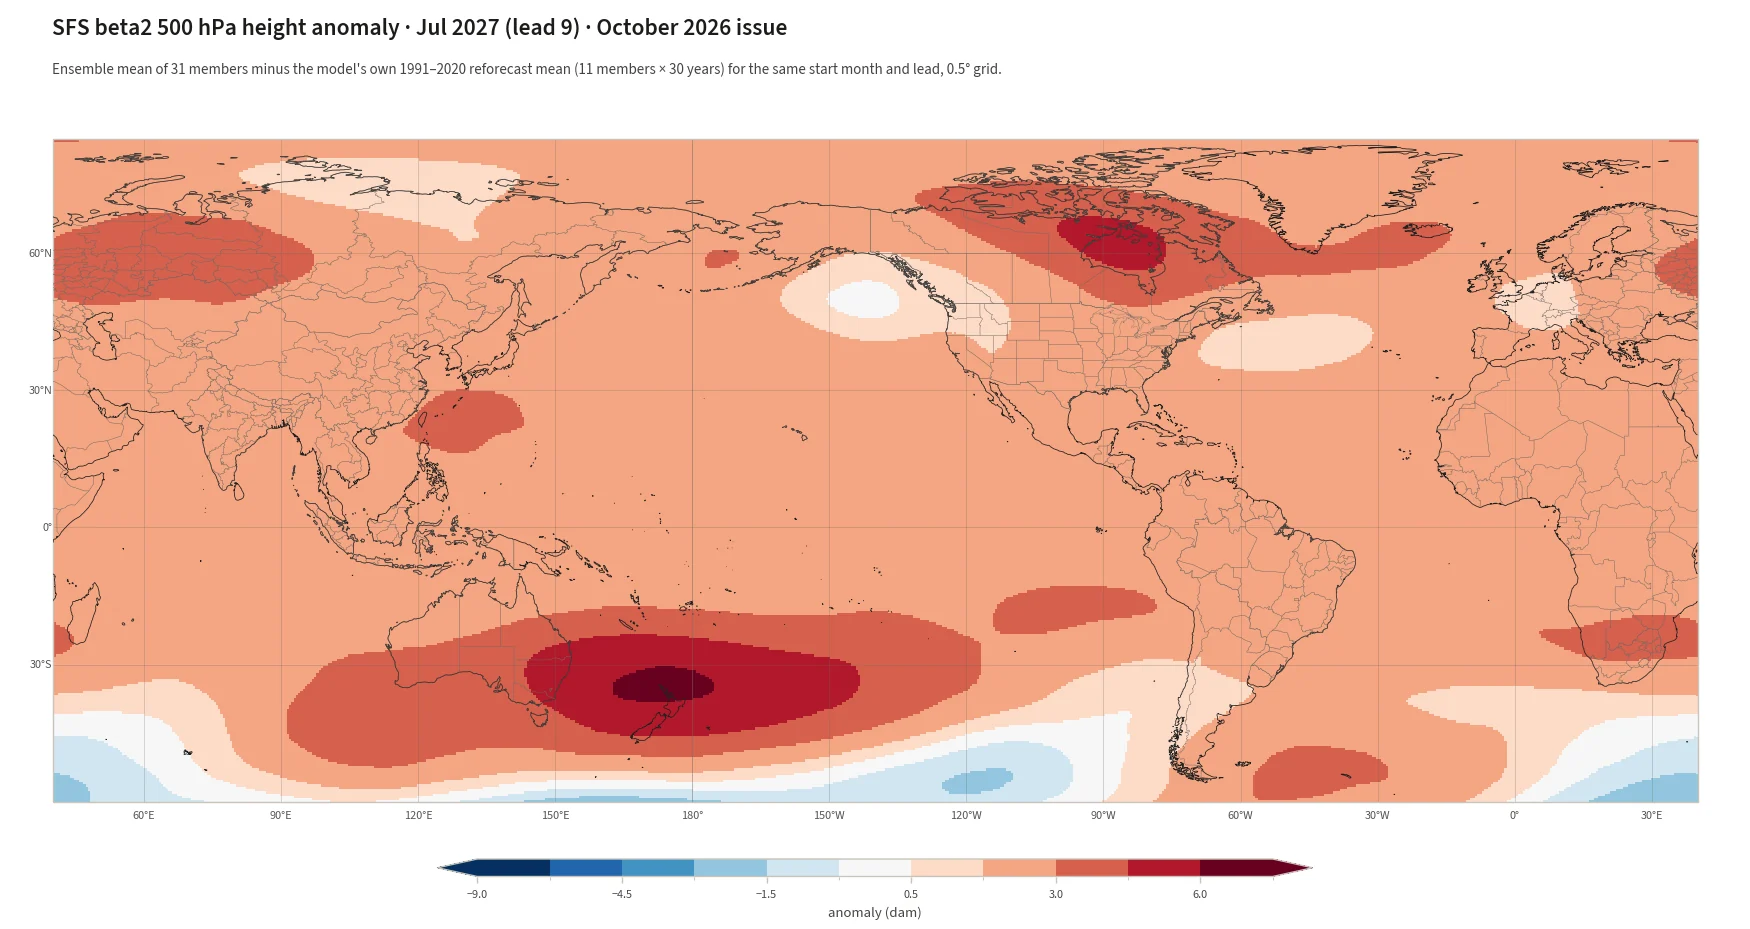 SFS beta2 500 hPa height anomaly · Jul 2027 (lead 9) · October 2026 issue
Ensemble mean of 31 members minus the model's own 1991–2020 reforecast mean (11 members × 30 years) for the same start month and lead, 0.5° grid.
60°N
30°N
0°
30°S
60°E 90°E 120°E 150°E 180° 150°W 120°W 90°W 60°W 30°W 0° 30°E
−9.0 −4.5 −1.5 0.5 3.0 6.0
anomaly (dam)